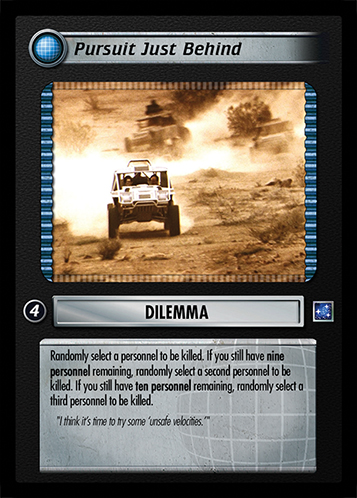 Pursuit Just Behind
4
DILEMMA
Randomly select a personnel to be killed. If you still have nine
personnel remaining, randomly select a second personnel to be
killed. If you still have ten personnel remaining, randomly select a
third personnel to be killed.
"I think it's time to try some 'unsafe velocities.'"